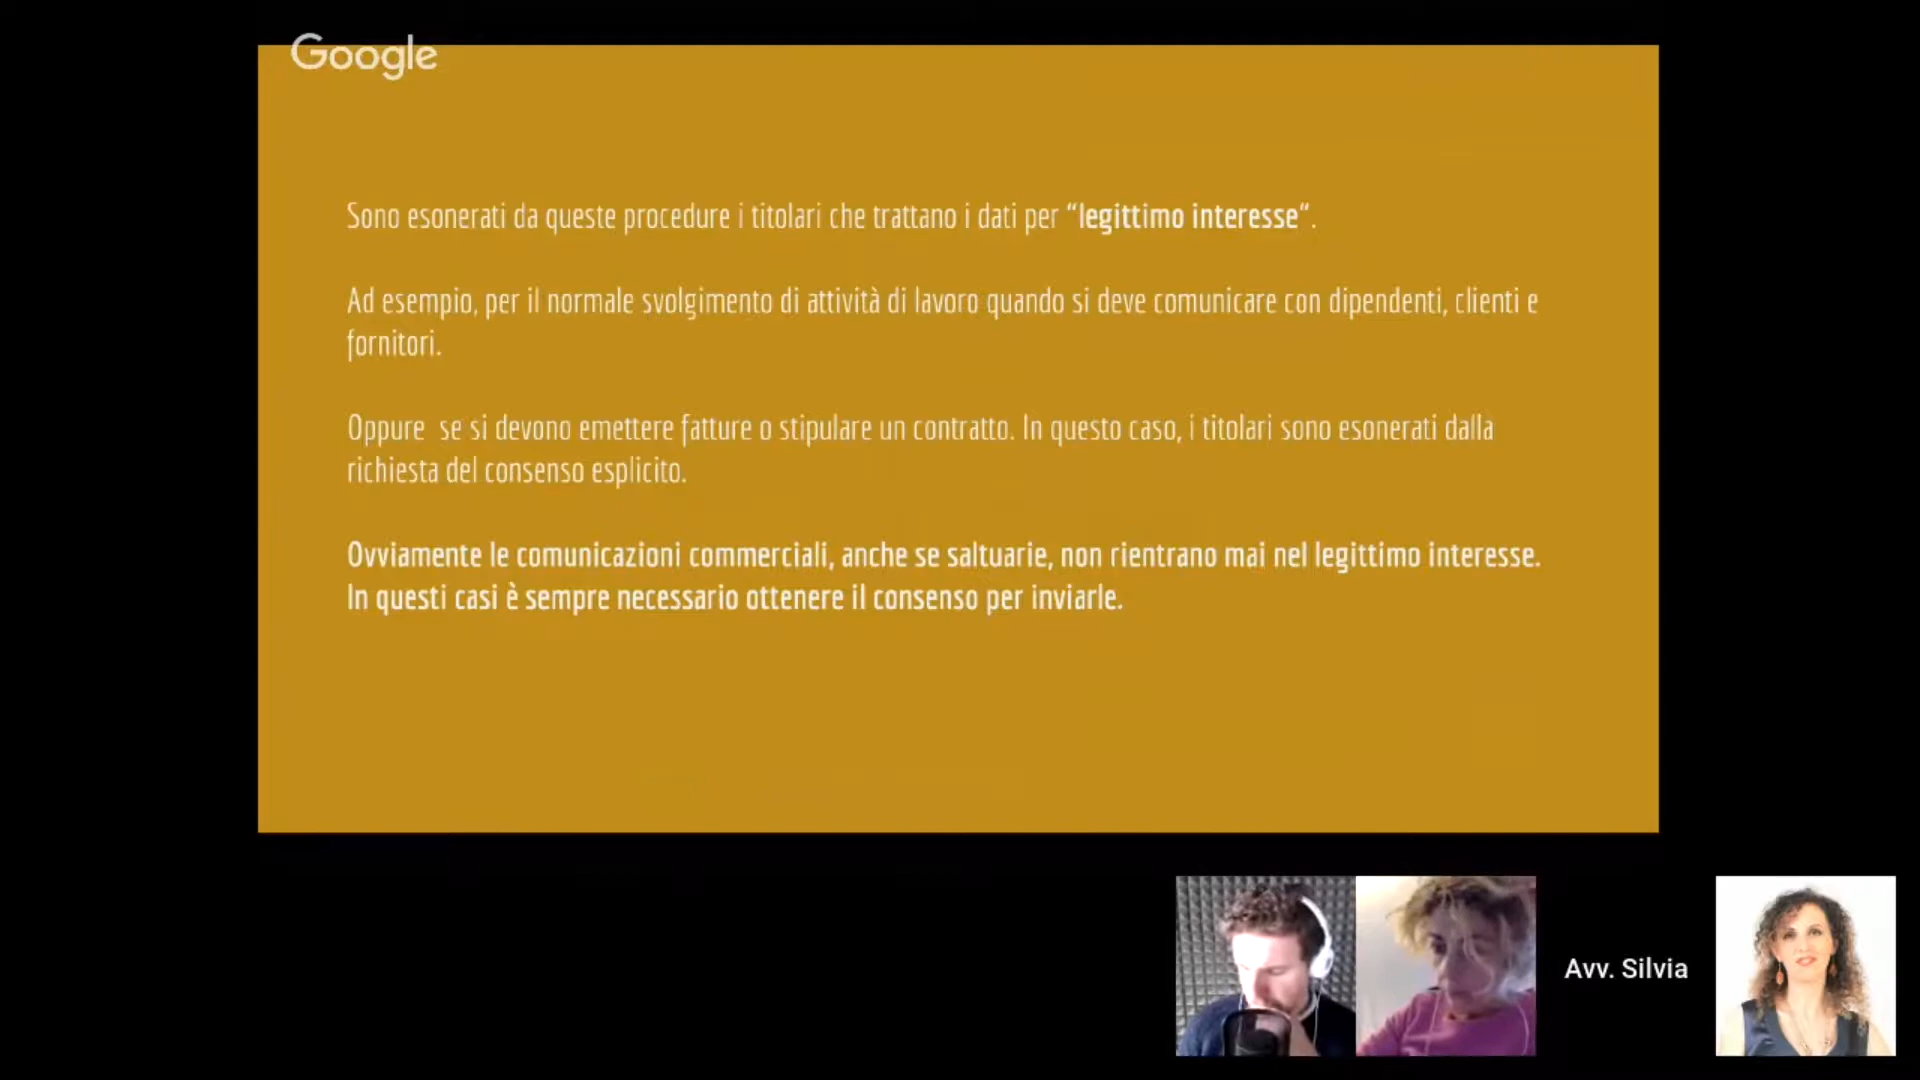 Google
Sono esonerati da queste procedure i titolari che trattano i dati per “legittimo interesse“.
Ad esempio, per il normale svolgimento di attività di lavoro quando si deve comunicare con dipendenti, clienti e
fornitori.
Oppure  se si devono emettere fatture o stipulare un contratto. In questo caso, i titolari sono esonerati dalla
richiesta del consenso esplicito.
Ovviamente le comunicazioni commerciali, anche se saltuarie, non rientrano mai nel legittimo interesse.
In questi casi è sempre necessario ottenere il consenso per inviarle.
Avv. Silvia